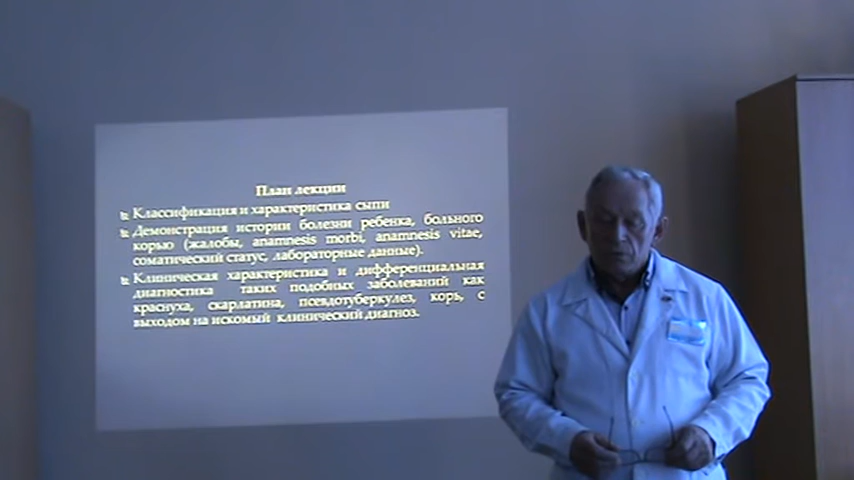 План лекции
Классификация и характеристика сыпи
Демонстрация истории болезни ребенка, больного
корью (жалобы, anamnesis morbi, anamnesis vitae,
соматический статус, лабораторные данные).
Клиническая характеристика и дифференциальная
диагностика таких подобных заболеваний как
краснуха, скарлатина, псевдотуберкулез, корь, с
выходом на искомый клинический диагноз.